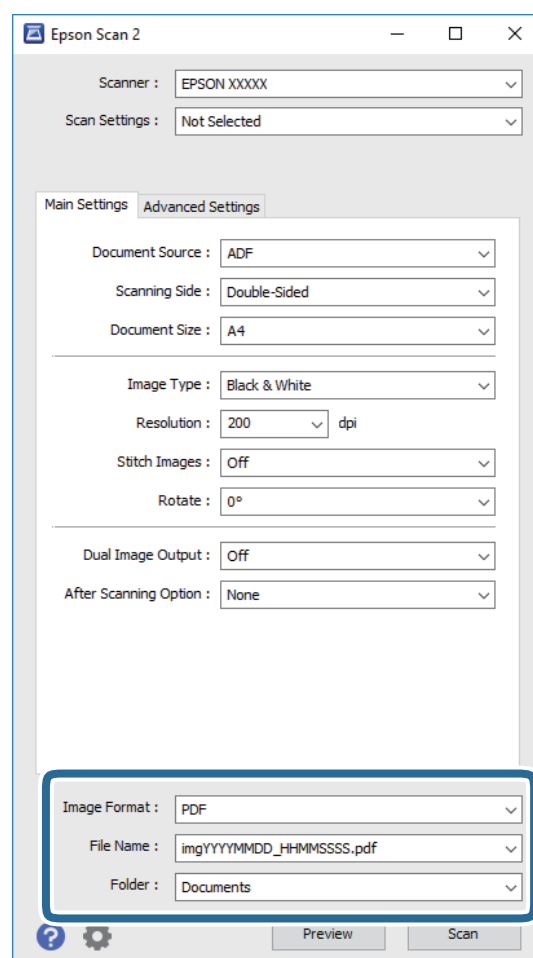 Epson Scan 2
Scanner : EPSON XXXXX
Scan Settings : Not Selected
Main Settings Advanced Settings
Document Source : ADF
Scanning Side : Double-Sided
Document Size : A4
Image Type : Black & White
Resolution : 200 dpi
Stitch Images : Off
Rotate : 0°
Dual Image Output : Off
After Scanning Option : None
Image Format : PDF
File Name : imgYYYYMMDD_HHMMSSSS.pdf
Folder : Documents
? Preview Scan